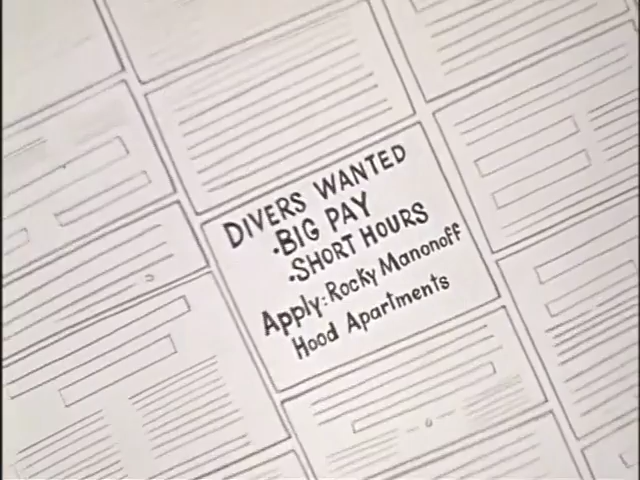 DIVERS WANTED
·BIG PAY
·SHORT HOURS
Apply: Rocky Manonoff
Hood Apartments